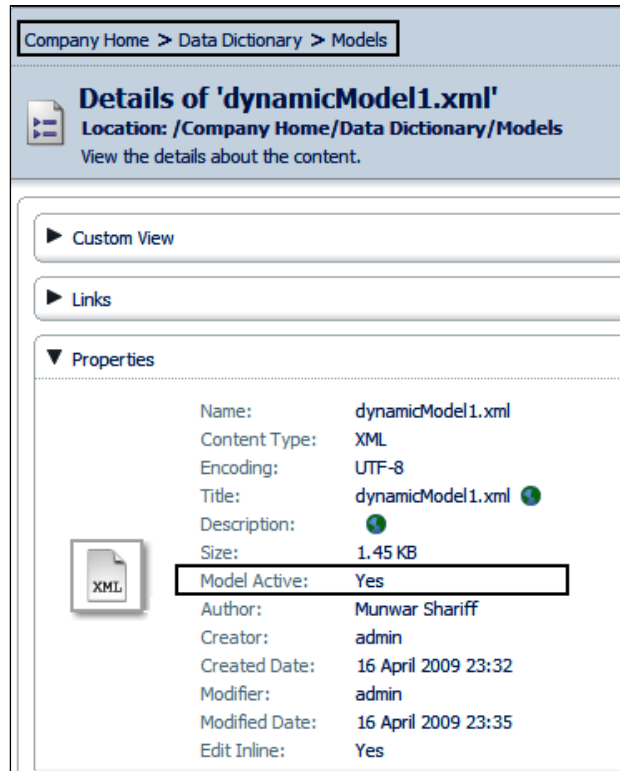 Company Home > Data Dictionary > Models
Details of 'dynamicModel1.xml'
Location: /Company Home/Data Dictionary/Models
View the details about the content.
Custom View
Links
Properties
Name: dynamicModel1.xml
Content Type: XML
Encoding: UTF-8
Title: dynamicModel1.xml
Description:
Size: 1.45 KB
XML
Model Active: Yes
Author: Munwar Shariff
Creator: admin
Created Date: 16 April 2009 23:32
Modifier: admin
Modified Date: 16 April 2009 23:35
Edit Inline: Yes